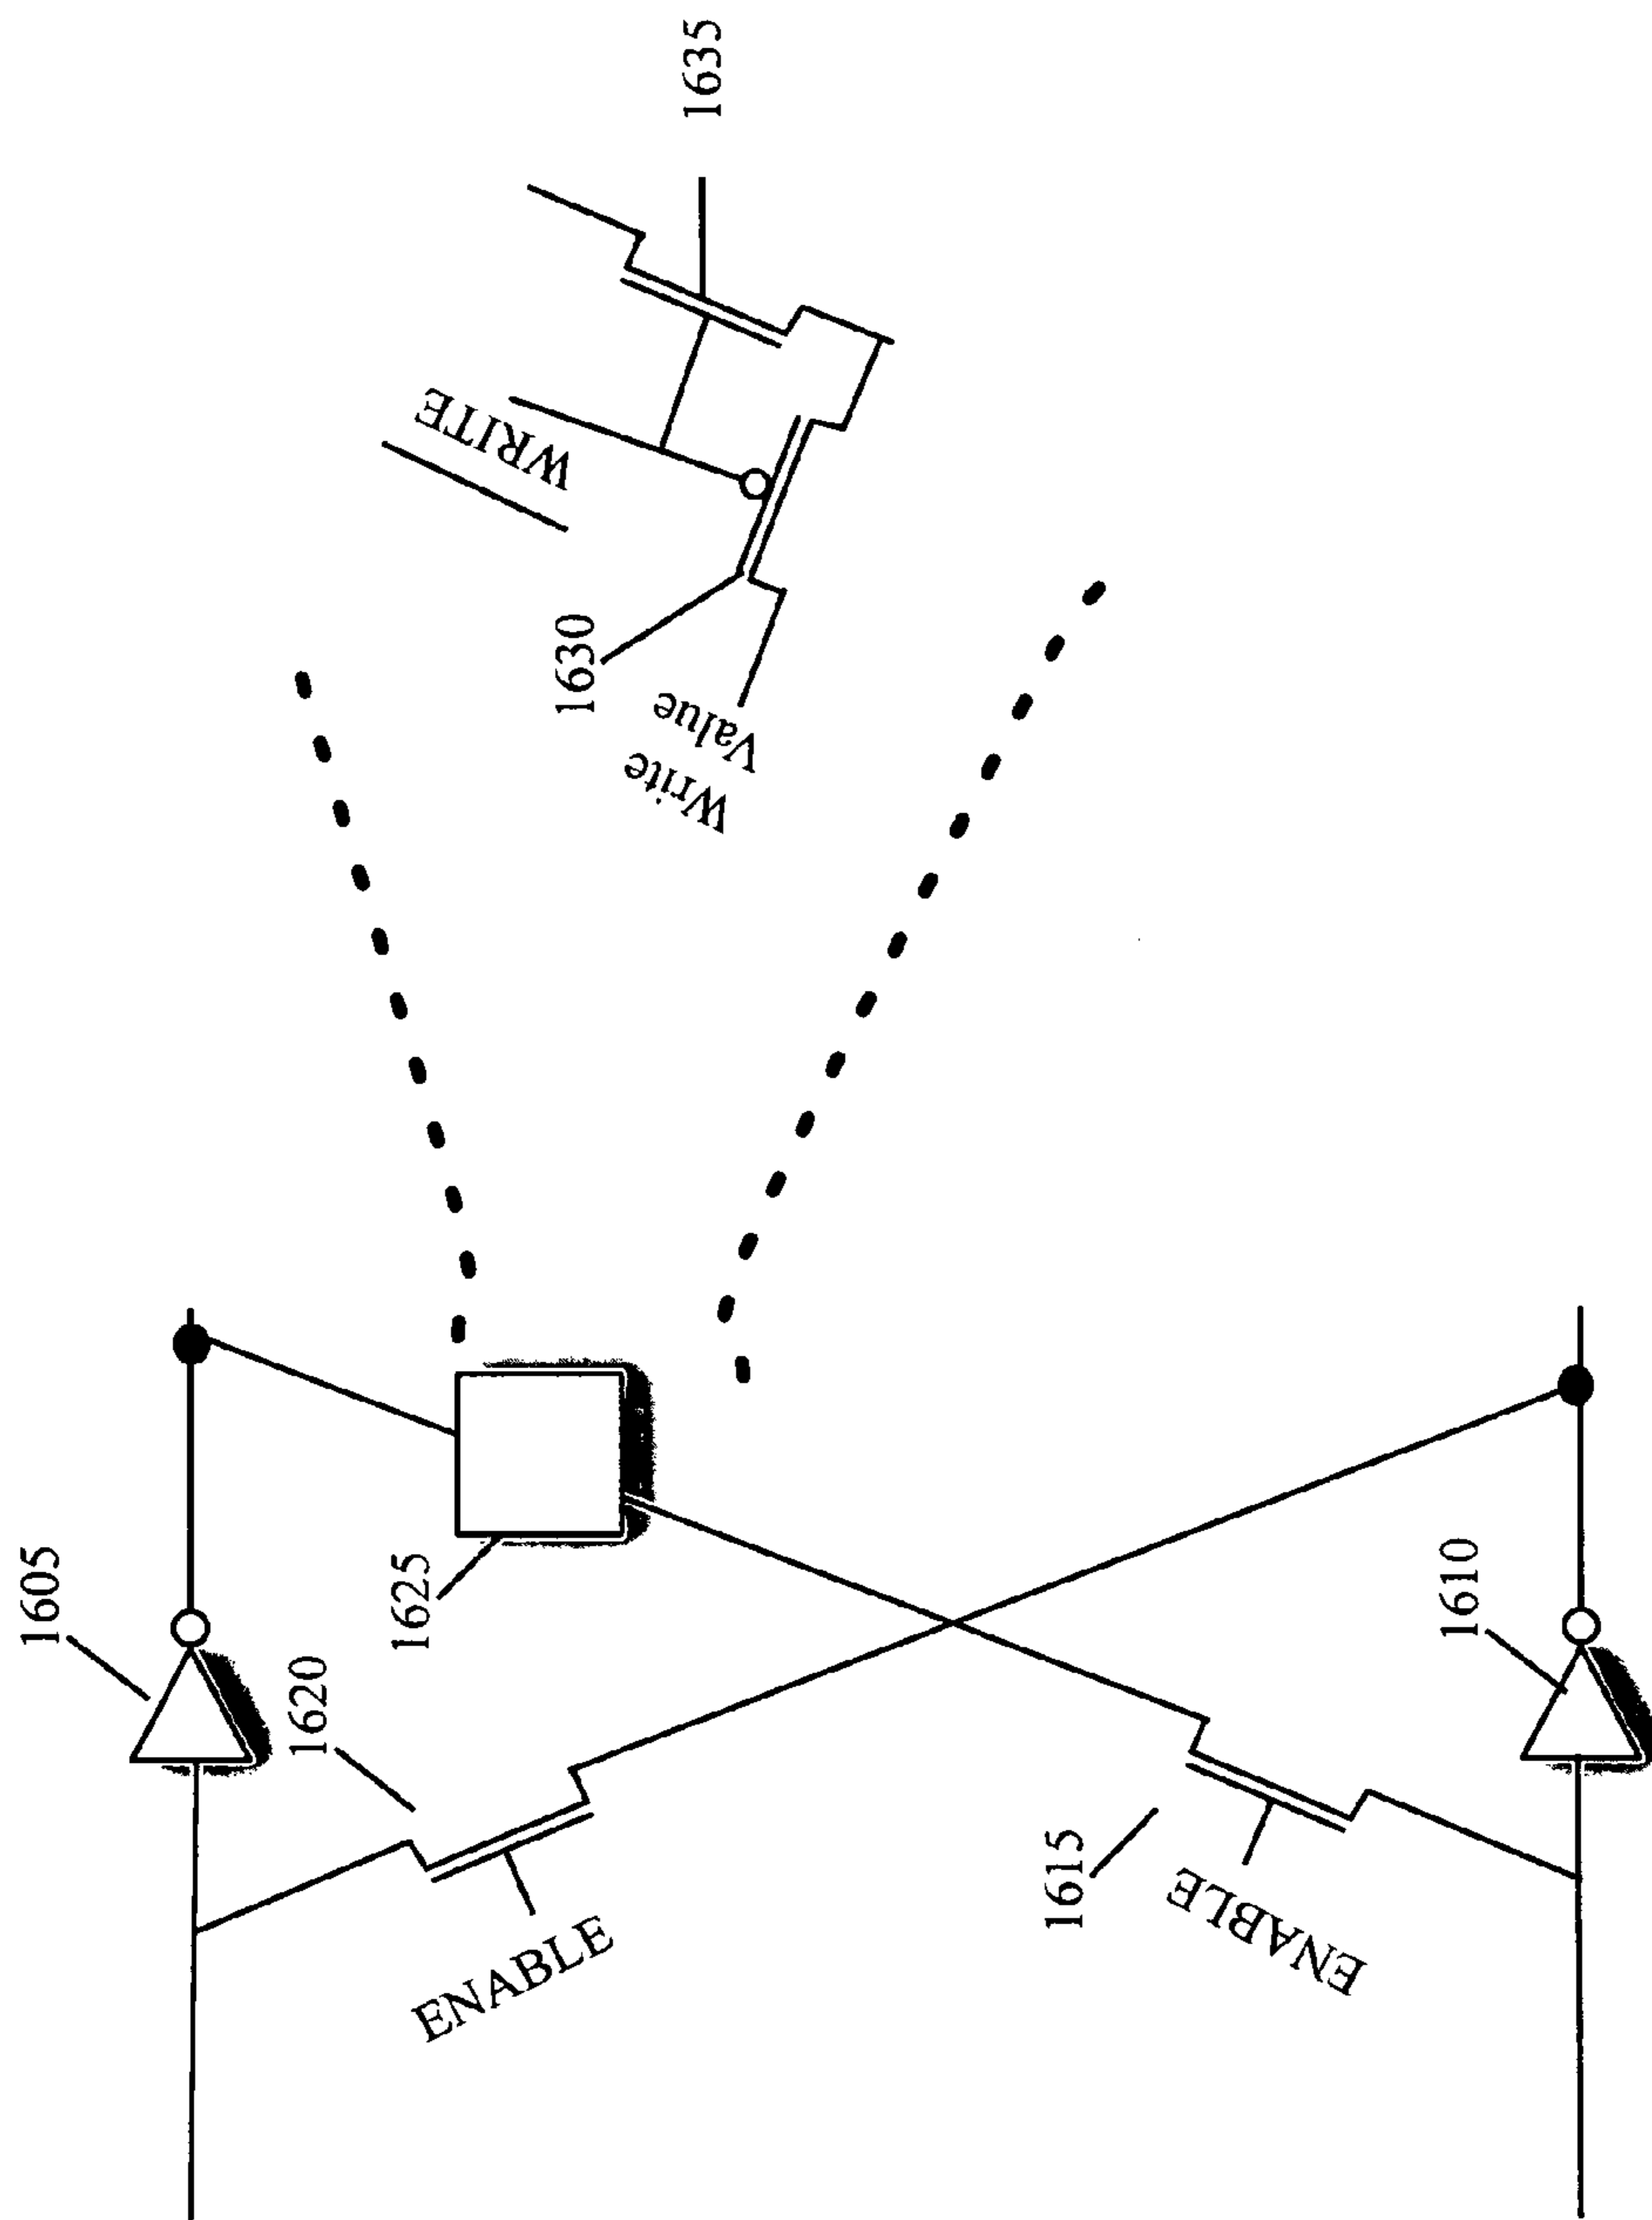 1605
1620
1625
ENABLE
WRITE
1630
Write
Value
1635
1615
ENABLE
1610